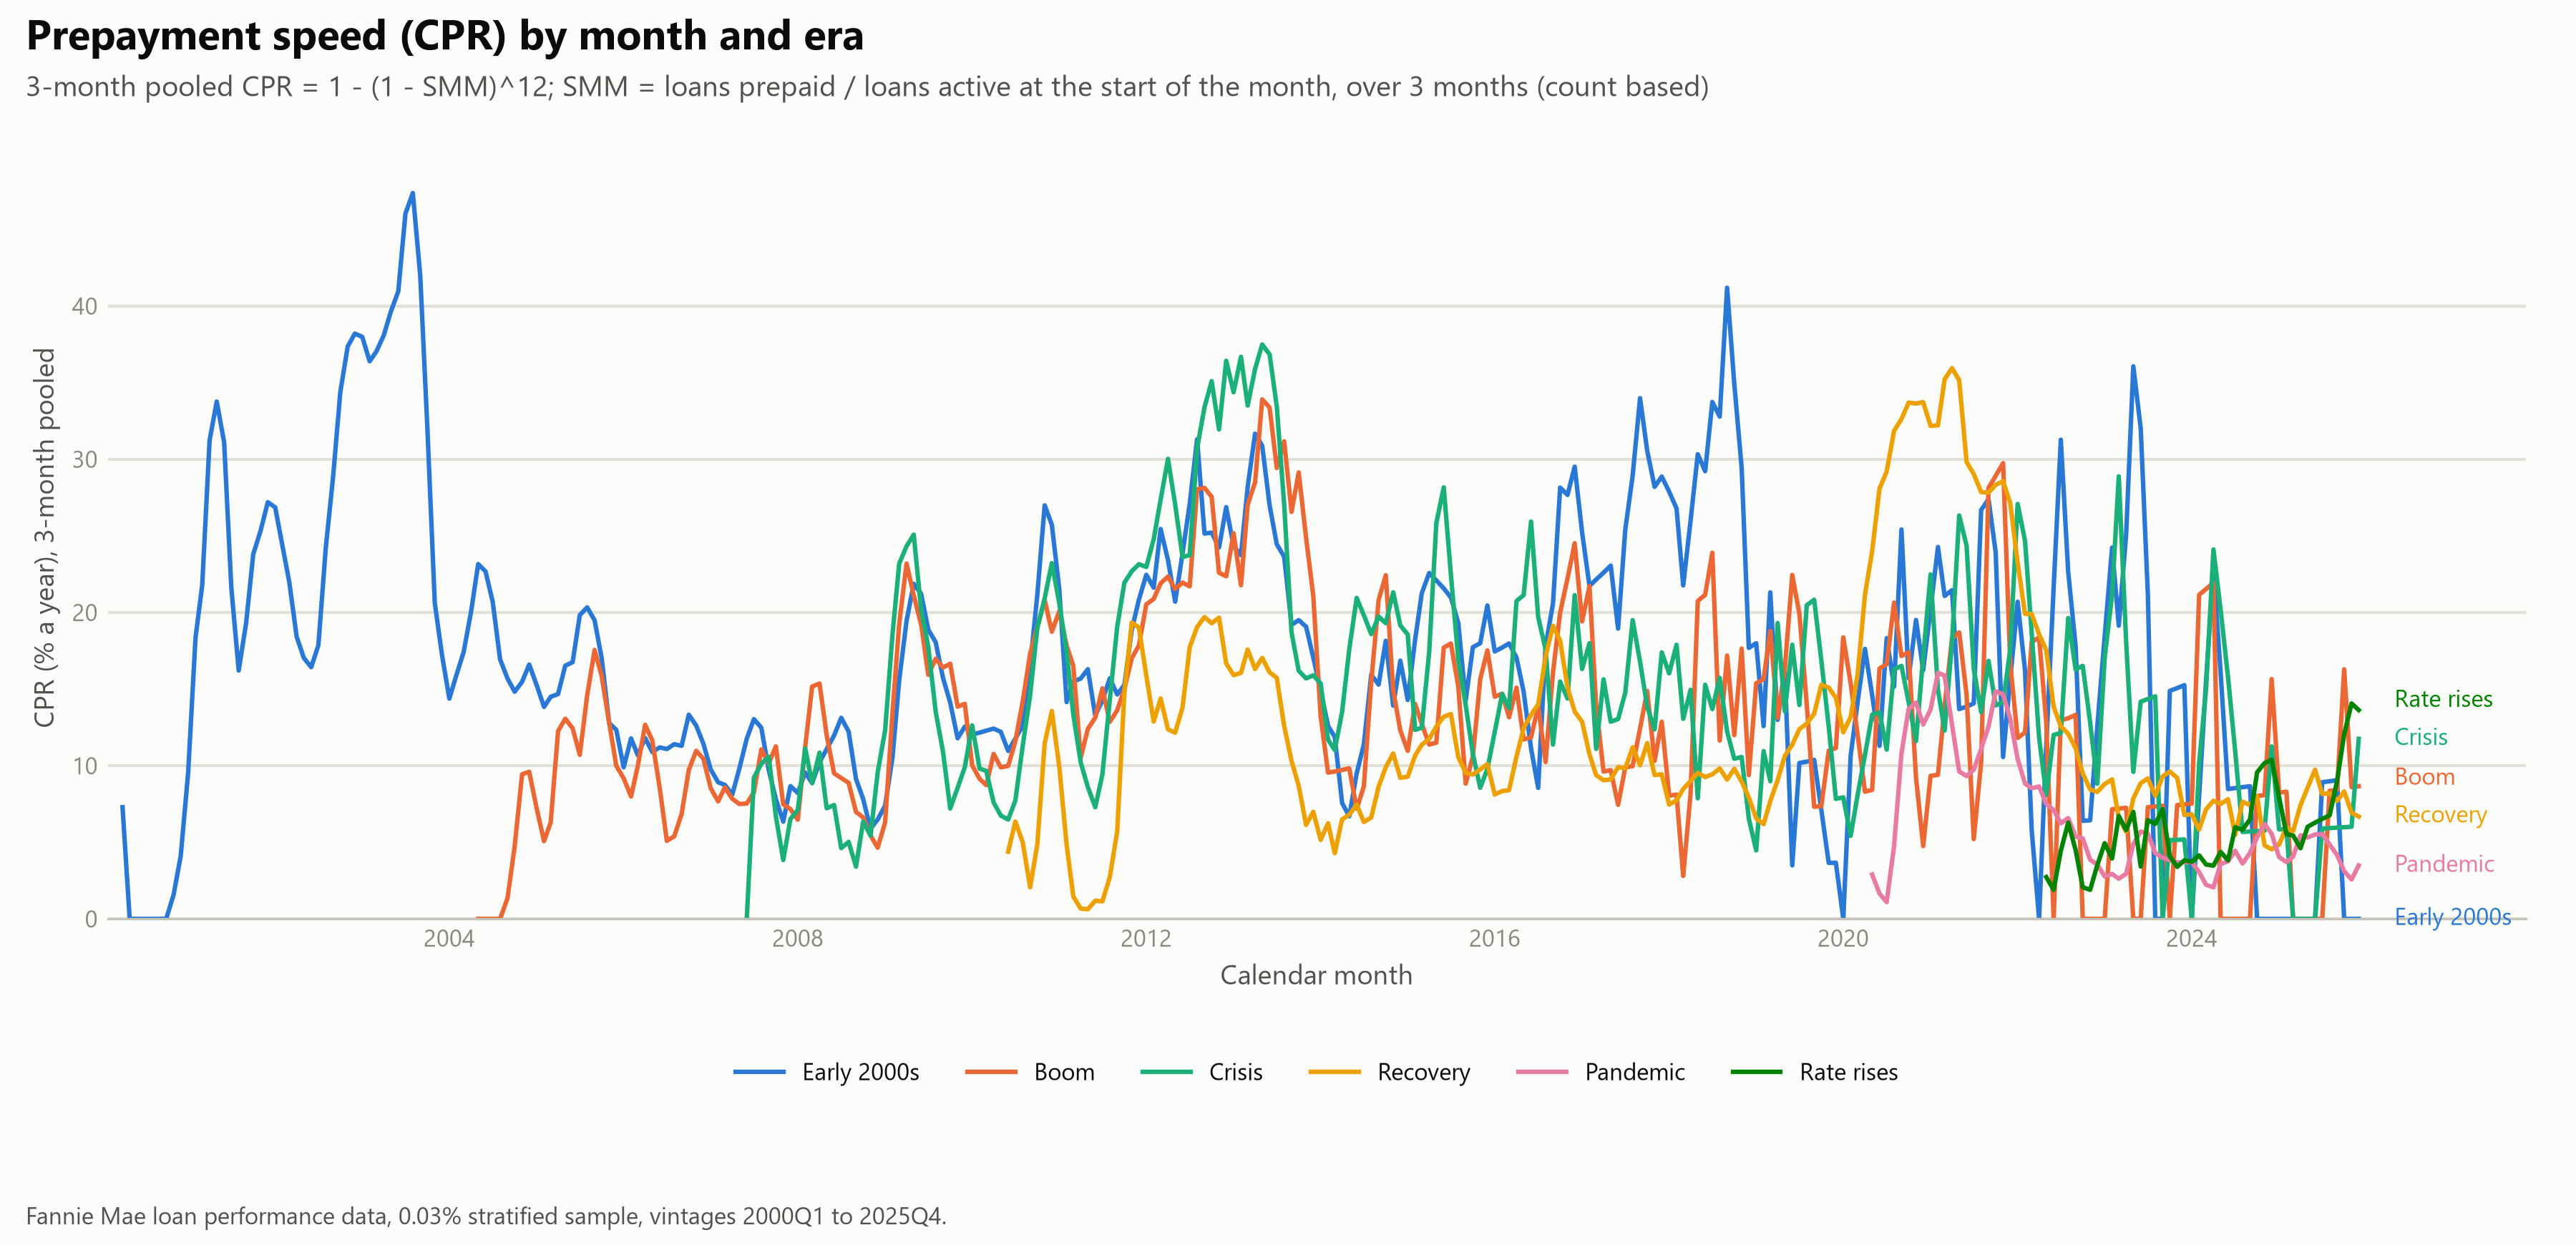 Prepayment speed (CPR) by month and era
3-month pooled CPR = 1 - (1 - SMM)^12; SMM = loans prepaid / loans active at the start of the month, over 3 months (count based)
CPR (% a year), 3-month pooled
40
30
20
10
0
Rate rises
Crisis
Boom
Recovery
Pandemic
Early 2000s
2004 2008 2012 2016 2020 2024
Calendar month
Early 2000s Boom Crisis Recovery Pandemic Rate rises
Fannie Mae loan performance data, 0.03% stratified sample, vintages 2000Q1 to 2025Q4.